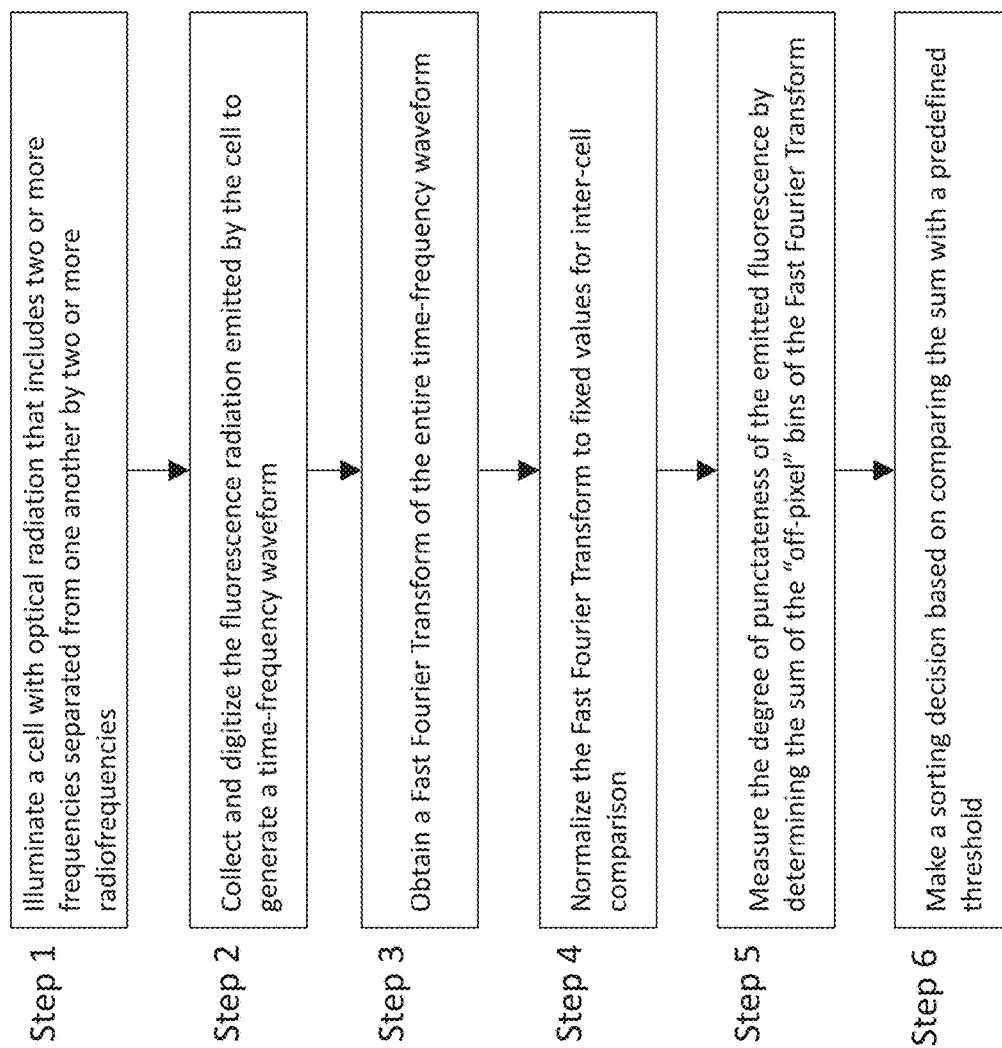 Step 1
Illuminate a cell with optical radiation that includes two or more
frequencies separated from one another by two or more
radiofrequencies
Step 2
Collect and digitize the fluorescence radiation emitted by the cell to
generate a time-frequency waveform
Step 3
Obtain a Fast Fourier Transform of the entire time-frequency waveform
Step 4
Normalize the Fast Fourier Transform to fixed values for inter-cell
comparison
Step 5
Measure the degree of punctateness of the emitted fluorescence by
determining the sum of the “off-pixel” bins of the Fast Fourier Transform
Step 6
Make a sorting decision based on comparing the sum with a predefined
threshold